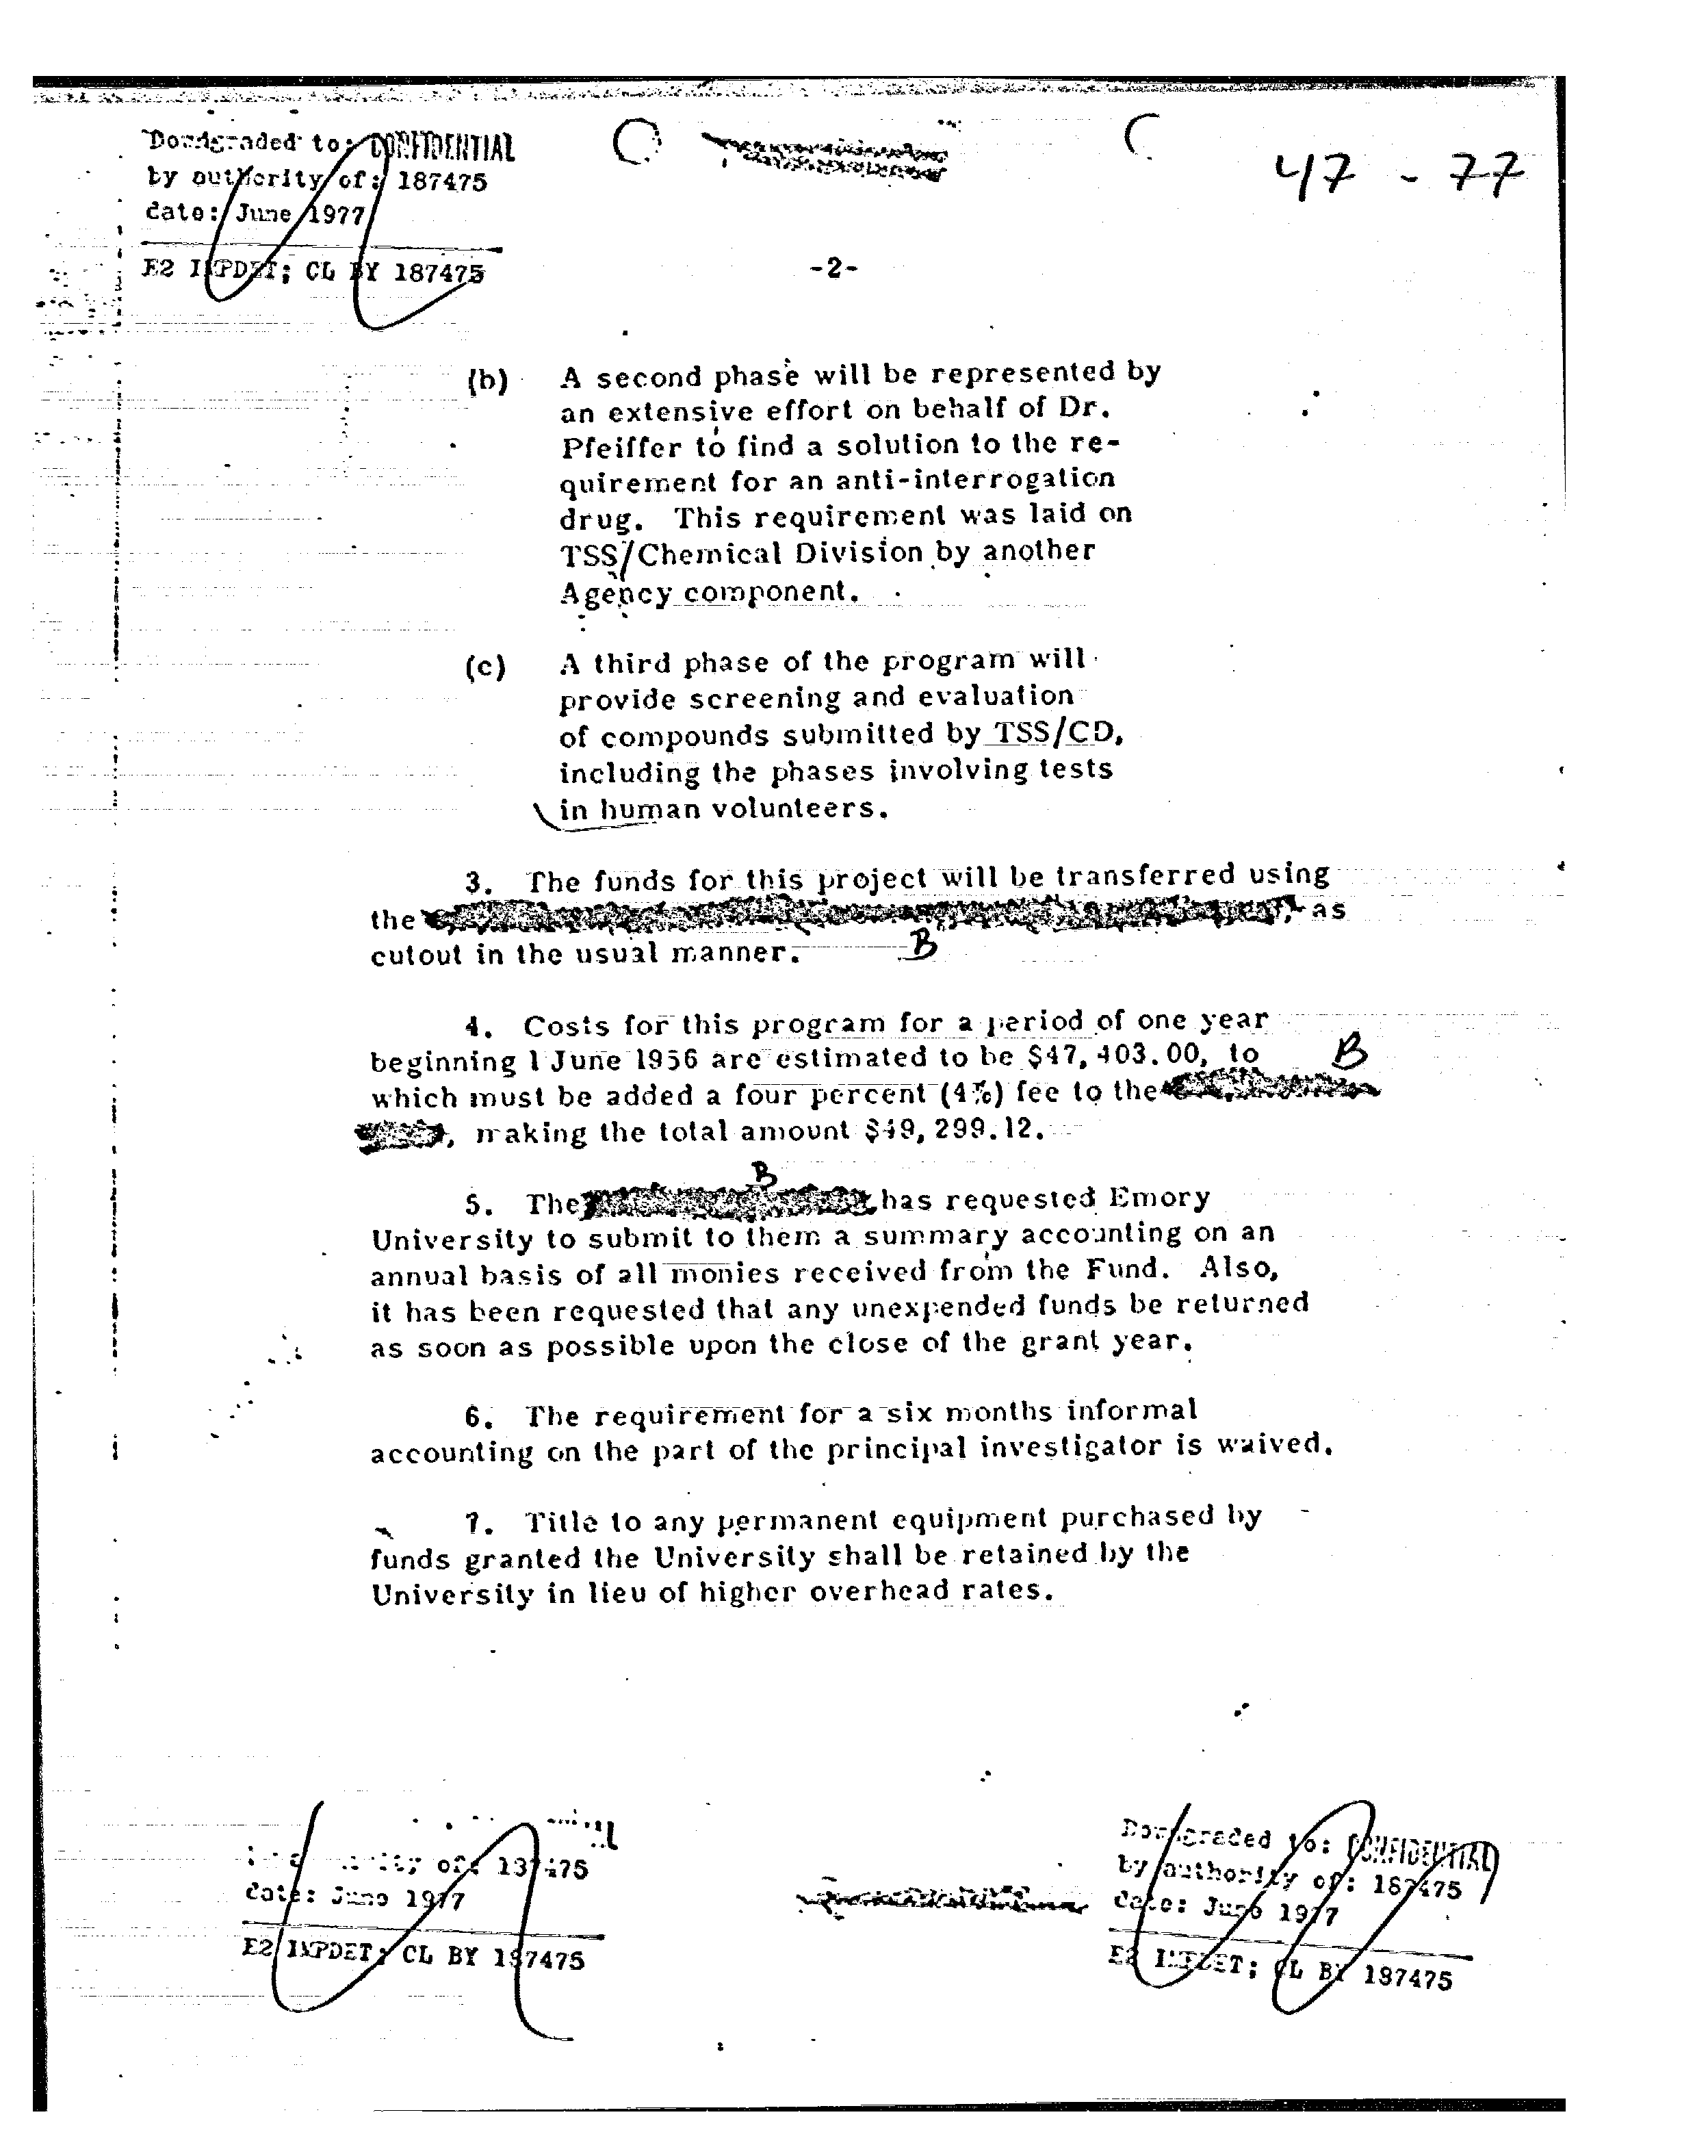 Downgraded to: CONFIDENTIAL
by authority of: 187475
date: June 1977
E2 IMPDET; CL BY 187475
47 - 77
-2-
(b) A second phase will be represented by
an extensive effort on behalf of Dr.
Pfeiffer to find a solution to the re-
quirement for an anti-interrogation
drug. This requirement was laid on
TSS/Chemical Division by another
Agency component.
(c) A third phase of the program will
provide screening and evaluation
of compounds submitted by TSS/CD,
including the phases involving tests
in human volunteers.
3. The funds for this project will be transferred using
the as
cutout in the usual manner. B
4. Costs for this program for a period of one year
beginning 1 June 1956 are estimated to be $47,403.00, to B
which must be added a four percent (4%) fee to the
, making the total amount $49,299.12.
B
5. The has requested Emory
University to submit to them a summary accounting on an
annual basis of all monies received from the Fund. Also,
it has been requested that any unexpended funds be returned
as soon as possible upon the close of the grant year.
6. The requirement for a six months informal
accounting on the part of the principal investigator is waived.
7. Title to any permanent equipment purchased by
funds granted the University shall be retained by the
University in lieu of higher overhead rates.
of: 187475
date: June 1977
E2 IMPDET; CL BY 187475
Downgraded to: CONFIDENTIAL
by authority of: 187475
date: June 1977
E2 IMPDET; CL BY 187475